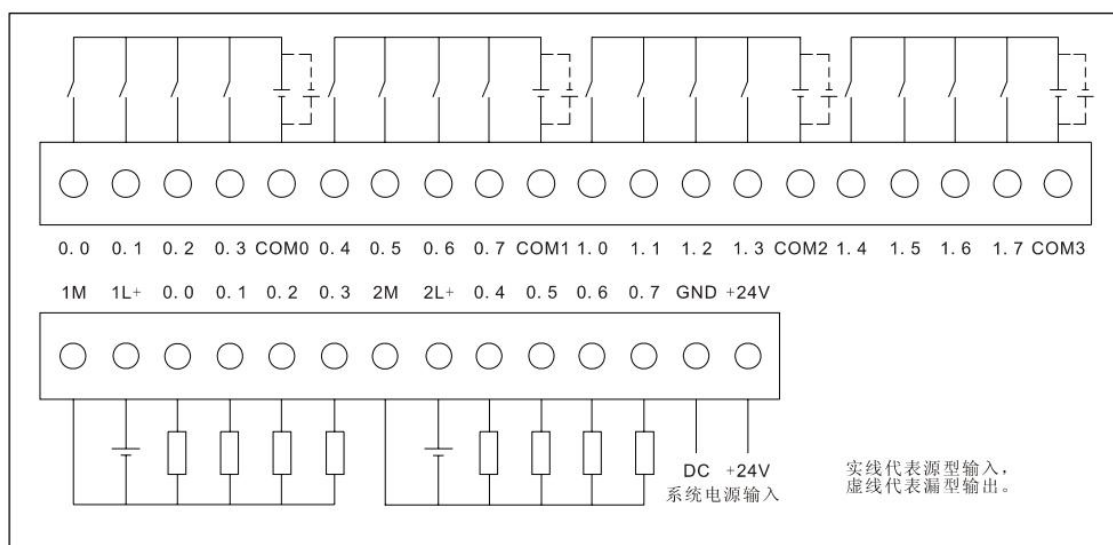 0.0 0.1 0.2 0.3 COM0 0.4 0.5 0.6 0.7 COM1 1.0 1.1 1.2 1.3 COM2 1.4 1.5 1.6 1.7 COM3
1M 1L+ 0.0 0.1 0.2 0.3 2M 2L+ 0.4 0.5 0.6 0.7 GND +24V
DC +24V
系统电源输入
实线代表源型输入，
虚线代表漏型输出。